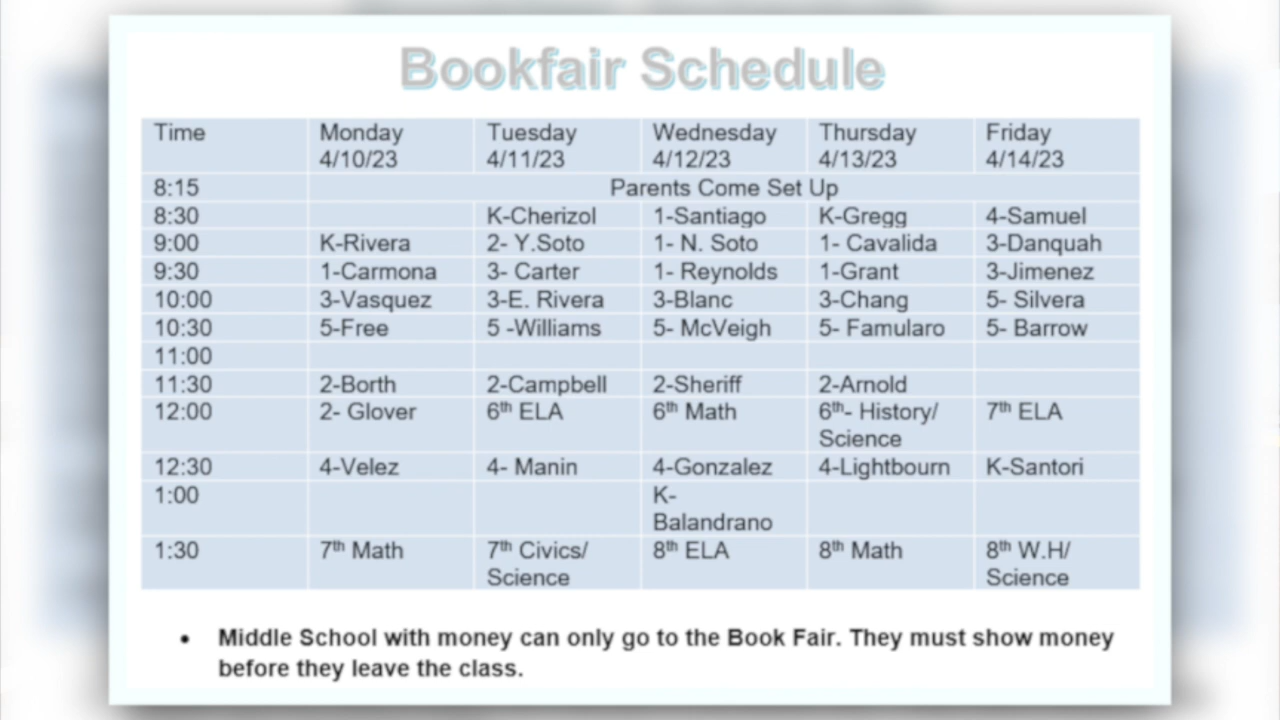 Bookfair Schedule
Time Monday Tuesday Wednesday Thursday Friday
4/10/23 4/11/23 4/12/23 4/13/23 4/14/23
8:15 Parents Come Set Up
8:30 K-Cherizol 1-Santiago K-Gregg 4-Samuel
9:00 K-Rivera 2- Y.Soto 1- N. Soto 1- Cavalida 3-Danquah
9:30 1-Carmona 3- Carter 1- Reynolds 1-Grant 3-Jimenez
10:00 3-Vasquez 3-E. Rivera 3-Blanc 3-Chang 5- Silvera
10:30 5-Free 5 -Williams 5- McVeigh 5- Famularo 5- Barrow
11:00
11:30 2-Borth 2-Campbell 2-Sheriff 2-Arnold
12:00 2- Glover 6th ELA 6th Math 6th- History/ 7th ELA
Science
12:30 4-Velez 4- Manin 4-Gonzalez 4-Lightbourn K-Santori
1:00 K-
Balandrano
1:30 7th Math 7th Civics/ 8th ELA 8th Math 8th W.H/
Science Science
• Middle School with money can only go to the Book Fair. They must show money
before they leave the class.